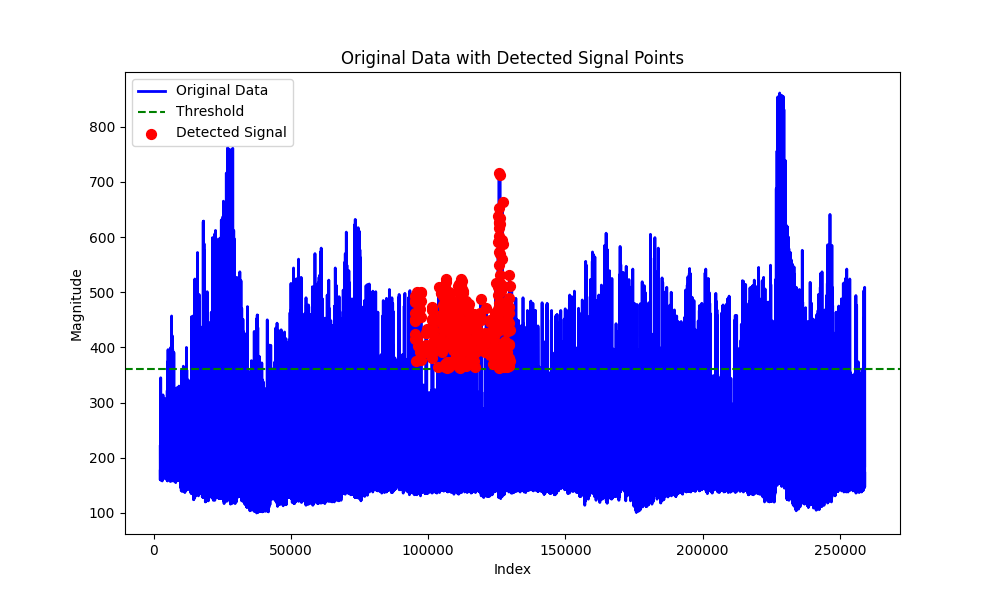 Original Data with Detected Signal Points
Original Data
Threshold
Detected Signal
Magnitude
800
700
600
500
400
300
200
100
0
50000
100000
150000
200000
250000
Index